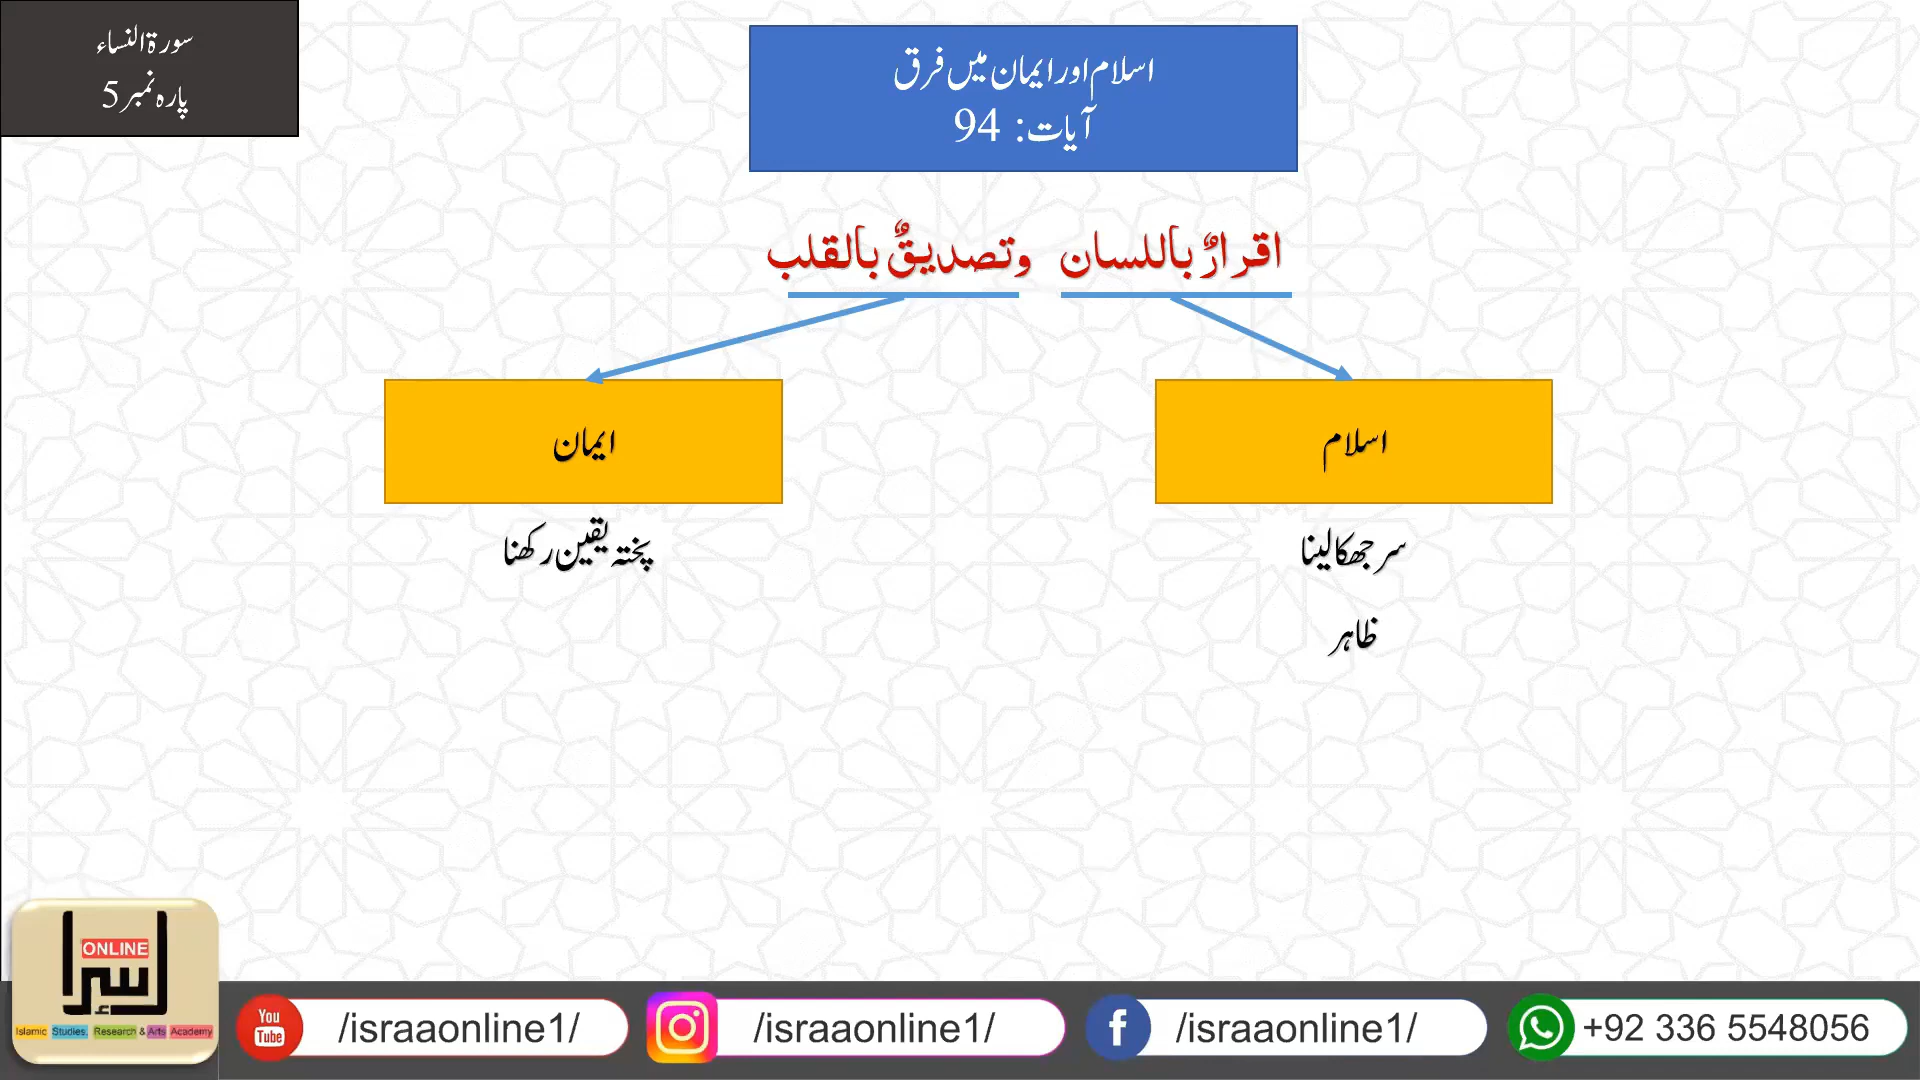 سورۃ النساء
پارہ نمبر 5
اسلام اور ایمان میں فرق
آیات: 94
اقرارٌ باللسان وتصدیقٌ بالقلب
اسلام
ایمان
سر جھکا لینا
پختہ یقین رکھنا
ظاہر
ONLINE
إسرا
Islamic Studies, Research & Arts Academy
You
Tube
/israaonline1/
/israaonline1/
f
/israaonline1/
+92 336 5548056